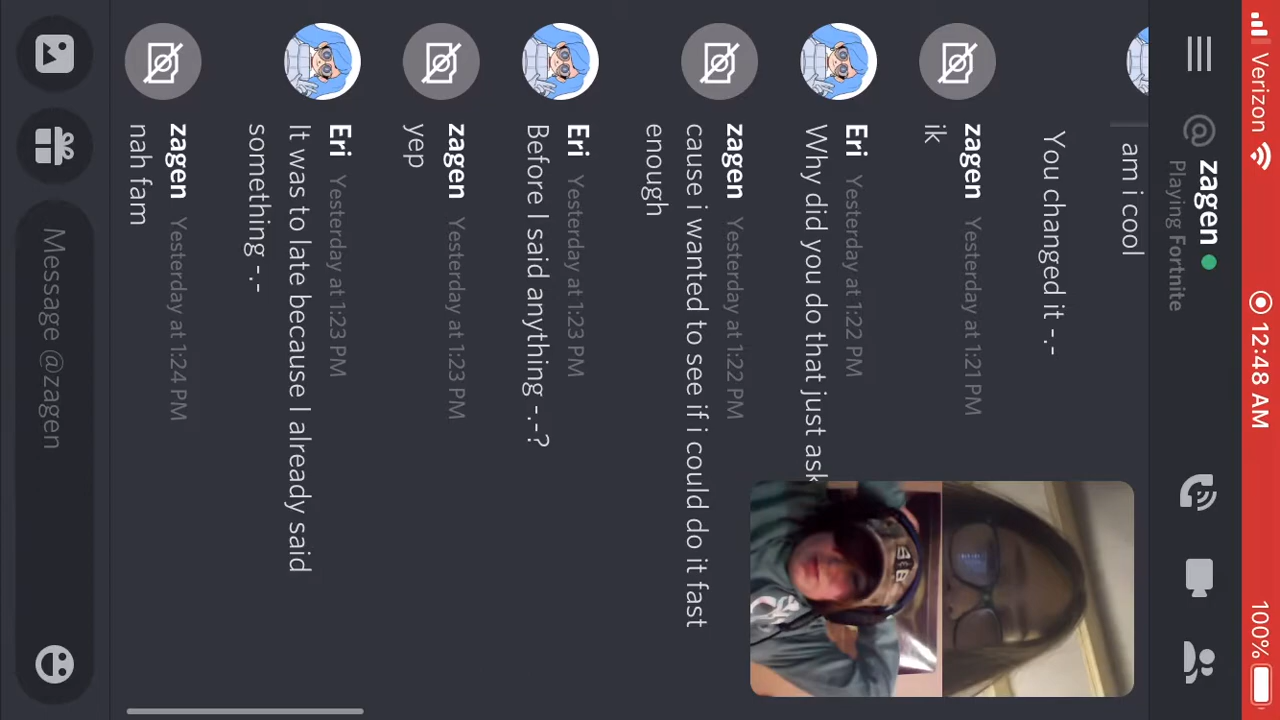 Verizon 12:48 AM 100%
@ zagen
Playing Fortnite
am i cool
You changed it -.-
zagen Yesterday at 1:21 PM
ik
Eri Yesterday at 1:22 PM
Why did you do that just ask
zagen Yesterday at 1:22 PM
cause i wanted to see if i could do it fast
enough
Eri Yesterday at 1:23 PM
Before I said anything -.-?
zagen Yesterday at 1:23 PM
yep
Eri Yesterday at 1:23 PM
It was to late because I already said
something -.-
zagen Yesterday at 1:24 PM
nah fam
Message @zagen